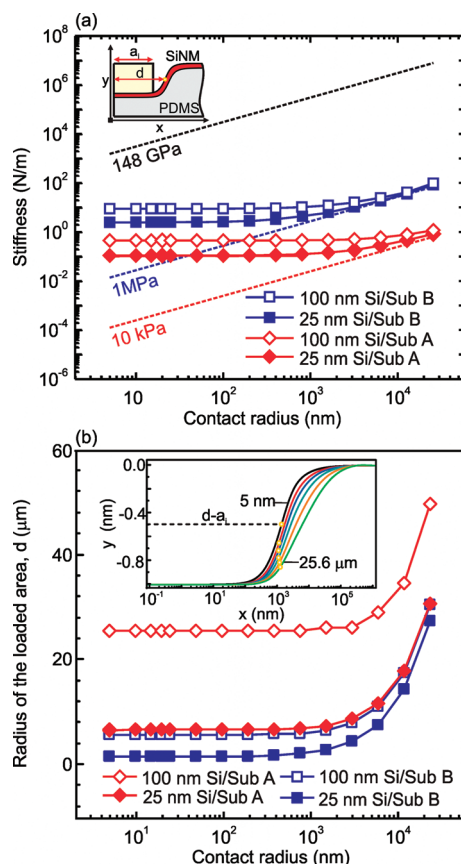 (a)
Stiffness (N/m)
10^8
10^6
10^4
10^2
10^0
10^-2
10^-4
10^-6
a_i
d
SiNM
y
PDMS
x
148 GPa
1MPa
10 kPa
100 nm Si/Sub B
25 nm Si/Sub B
100 nm Si/Sub A
25 nm Si/Sub A
10^1 10^2 10^3 10^4
Contact radius (nm)
(b)
Radius of the loaded area, d (μm)
60
40
20
0
0.0
-0.4
-0.8
y (nm)
5 nm
d-a_i
25.6 μm
10^-1 10^1 10^3 10^5
x (nm)
100 nm Si/Sub A
100 nm Si/Sub B
25 nm Si/Sub A
25 nm Si/Sub B
10^1 10^2 10^3 10^4
Contact radius (nm)